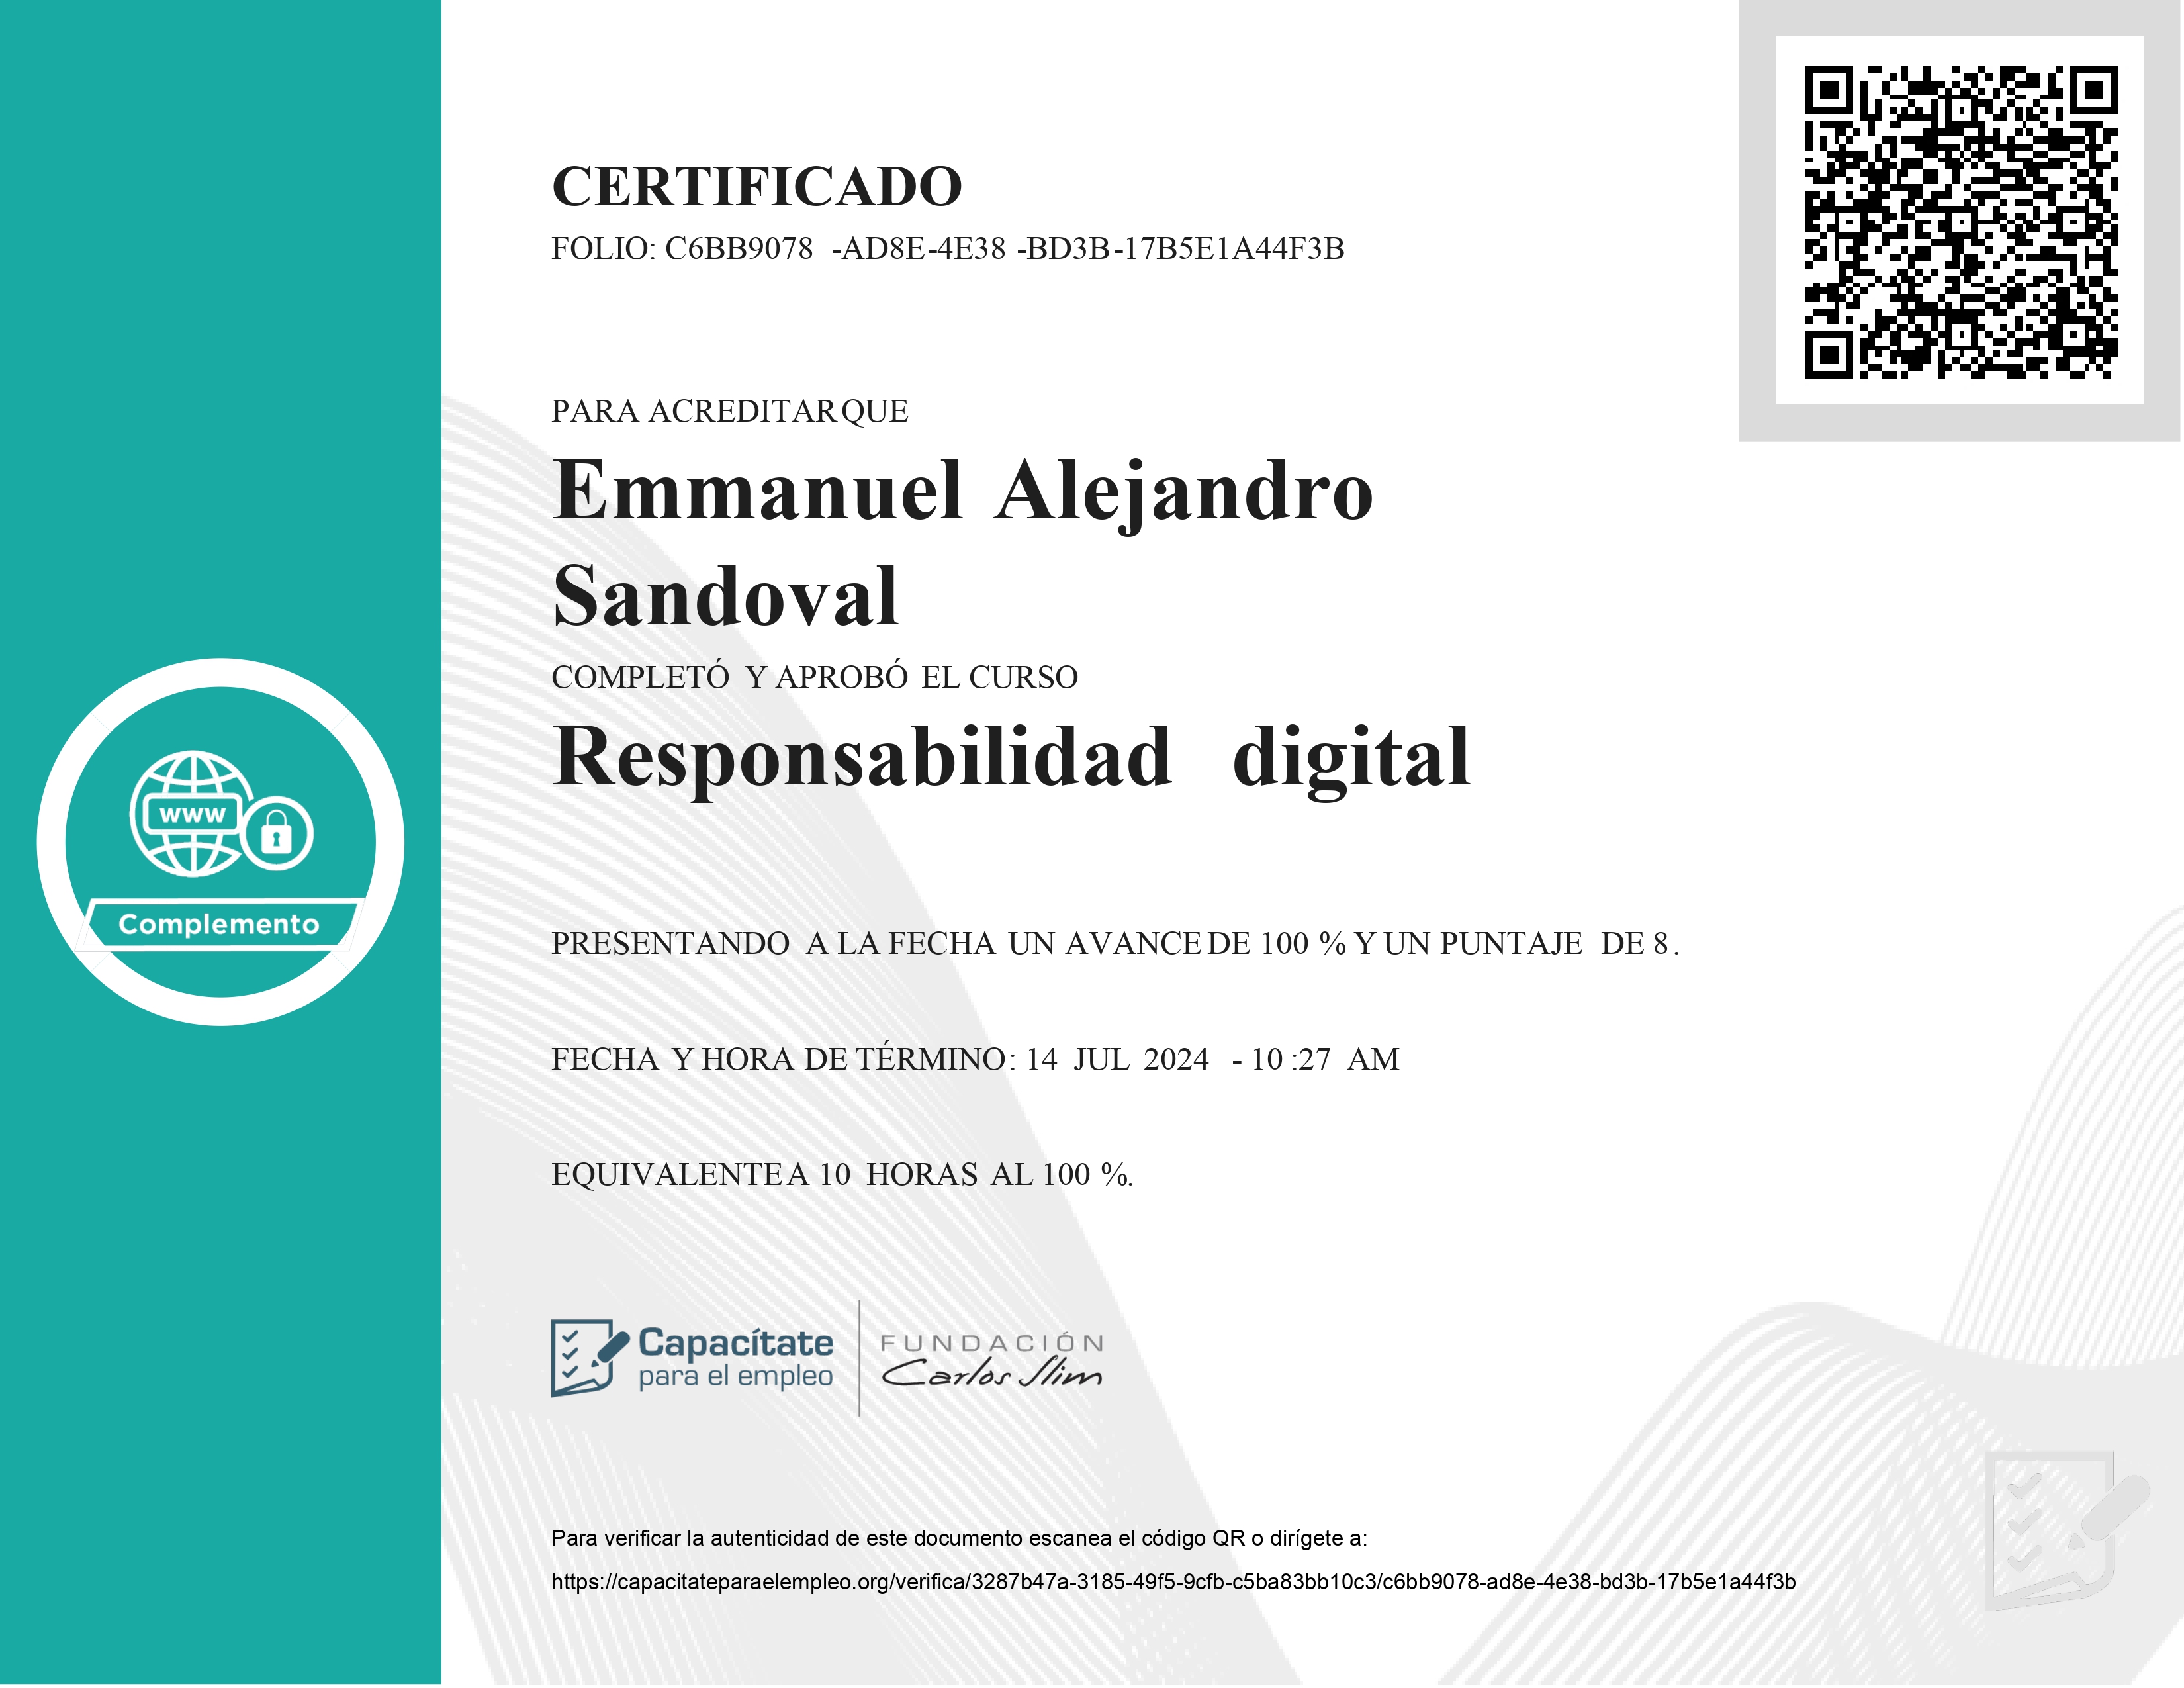 CERTIFICADO
FOLIO: C6BB9078 -AD8E-4E38 -BD3B-17B5E1A44F3B
PARA ACREDITAR QUE
Emmanuel Alejandro
Sandoval
COMPLETÓ Y APROBÓ EL CURSO
Responsabilidad digital
www
Complemento
PRESENTANDO A LA FECHA UN AVANCE DE 100 % Y UN PUNTAJE DE 8.
FECHA Y HORA DE TÉRMINO: 14 JUL 2024 - 10 :27 AM
EQUIVALENTE A 10 HORAS AL 100 %.
Capacítate
para el empleo
FUNDACIÓN
Carlos Slim
Para verificar la autenticidad de este documento escanea el código QR o dirígete a:
https://capacitateparaelempleo.org/verifica/3287b47a-3185-49f5-9cfb-c5ba83bb10c3/c6bb9078-ad8e-4e38-bd3b-17b5e1a44f3b